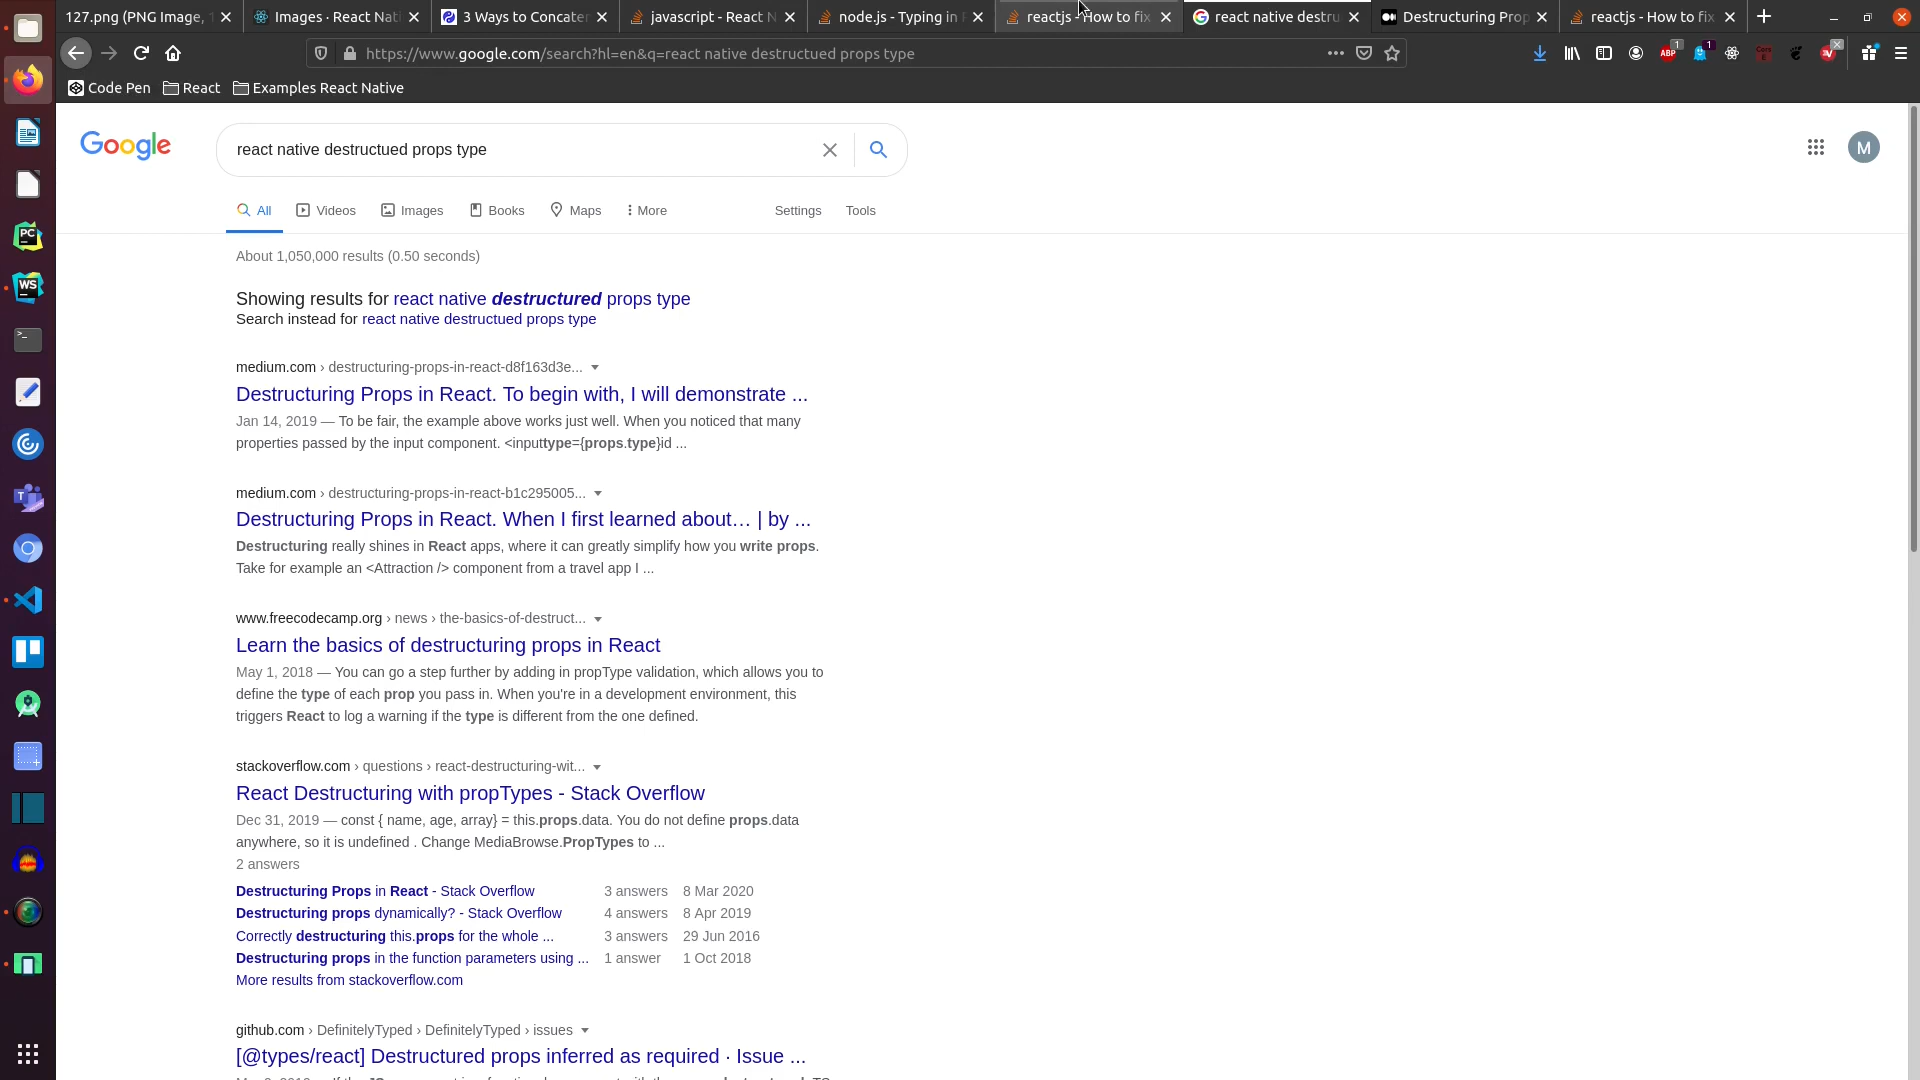 127.png (PNG Image,
Images · React Nati
3 Ways to Concater
javascript - React N
node.js - Typing in
reactjs - How to fix
react native destru
Destructuring Prop
reactjs - How to fix
https://www.google.com/search?hl=en&q=react native destructued props type
ABP
1
1
Code Pen
React
Examples React Native
Google
react native destructued props type
M
All
Videos
Images
Books
Maps
More
Settings
Tools
About 1,050,000 results (0.50 seconds)
Showing results for react native destructured props type
Search instead for react native destructued props type
medium.com › destructuring-props-in-react-d8f163d3e...
Destructuring Props in React. To begin with, I will demonstrate ...
Jan 14, 2019 — To be fair, the example above works just well. When you noticed that many
properties passed by the input component. <inputtype={props.type}id ...
medium.com › destructuring-props-in-react-b1c295005...
Destructuring Props in React. When I first learned about… | by ...
Destructuring really shines in React apps, where it can greatly simplify how you write props.
Take for example an <Attraction /> component from a travel app I ...
www.freecodecamp.org › news › the-basics-of-destruct...
Learn the basics of destructuring props in React
May 1, 2018 — You can go a step further by adding in propType validation, which allows you to
define the type of each prop you pass in. When you're in a development environment, this
triggers React to log a warning if the type is different from the one defined.
stackoverflow.com › questions › react-destructuring-wit...
React Destructuring with propTypes - Stack Overflow
Dec 31, 2019 — const { name, age, array} = this.props.data. You do not define props.data
anywhere, so it is undefined . Change MediaBrowse.PropTypes to ...
2 answers
Destructuring Props in React - Stack Overflow 3 answers 8 Mar 2020
Destructuring props dynamically? - Stack Overflow 4 answers 8 Apr 2019
Correctly destructuring this.props for the whole ... 3 answers 29 Jun 2016
Destructuring props in the function parameters using ... 1 answer 1 Oct 2018
More results from stackoverflow.com
github.com › DefinitelyTyped › DefinitelyTyped › issues
[@types/react] Destructured props inferred as required · Issue ...
PC
WS